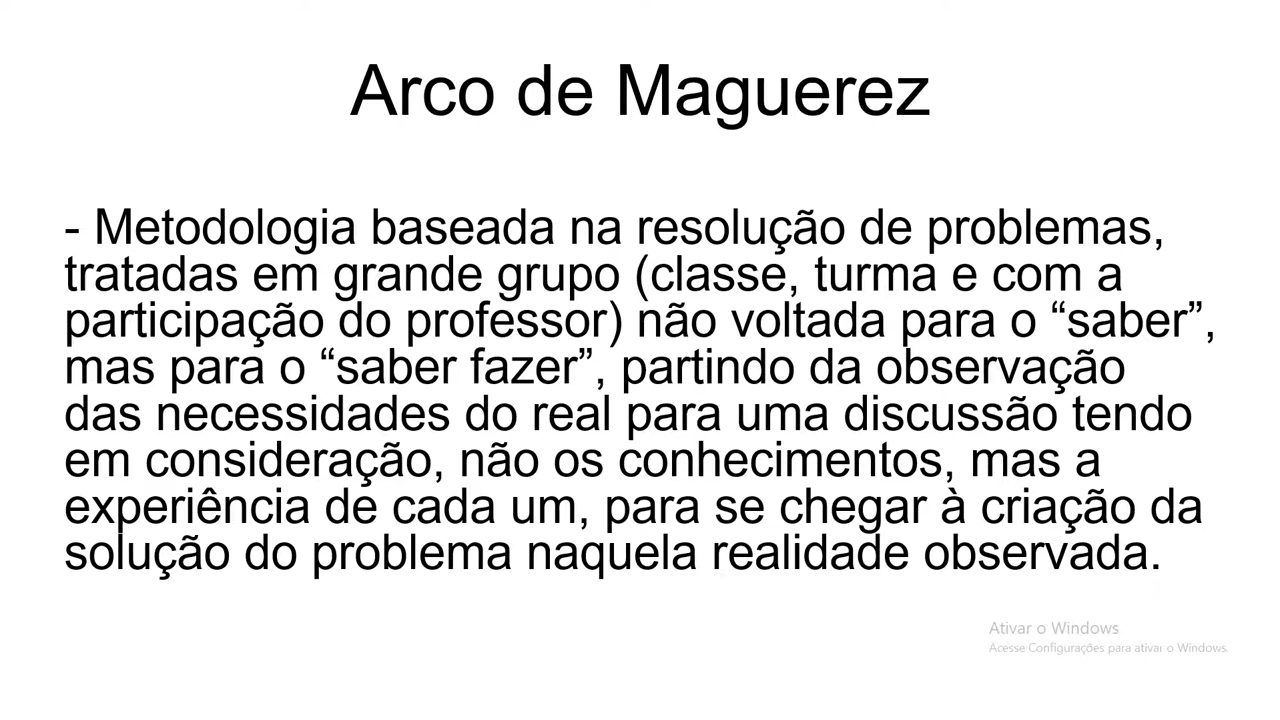 Arco de Maguerez
- Metodologia baseada na resolução de problemas,
tratadas em grande grupo (classe, turma e com a
participação do professor) não voltada para o “saber”,
mas para o “saber fazer”, partindo da observação
das necessidades do real para uma discussão tendo
em consideração, não os conhecimentos, mas a
experiência de cada um, para se chegar à criação da
solução do problema naquela realidade observada.
Ativar o Windows
Acesse Configurações para ativar o Windows.